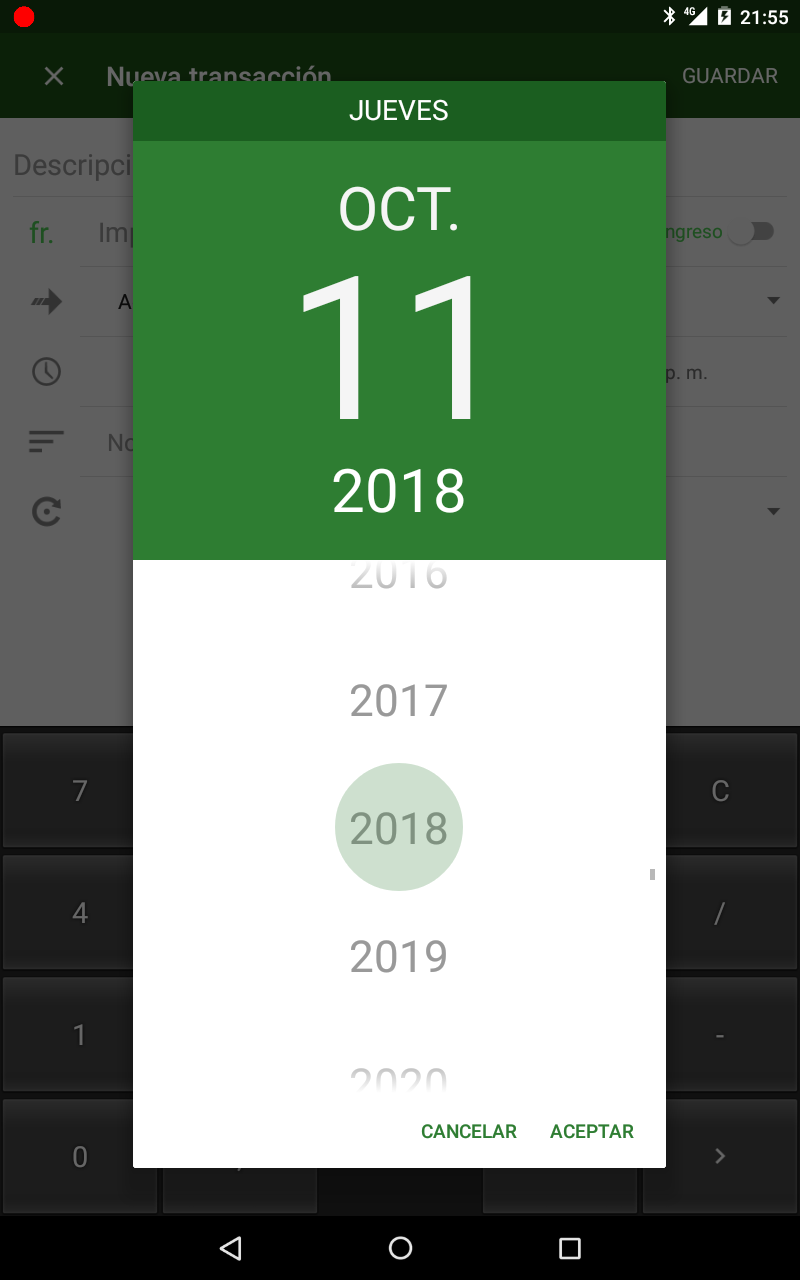 4G 21:55
Nueva transacción GUARDAR
JUEVES
Descripci
OCT.
fr. Imp ngreso
11
A
p. m.
No
2018
2016
2017
7 C
2018
4 /
2019
1 -
2020
CANCELAR ACEPTAR
0 , >